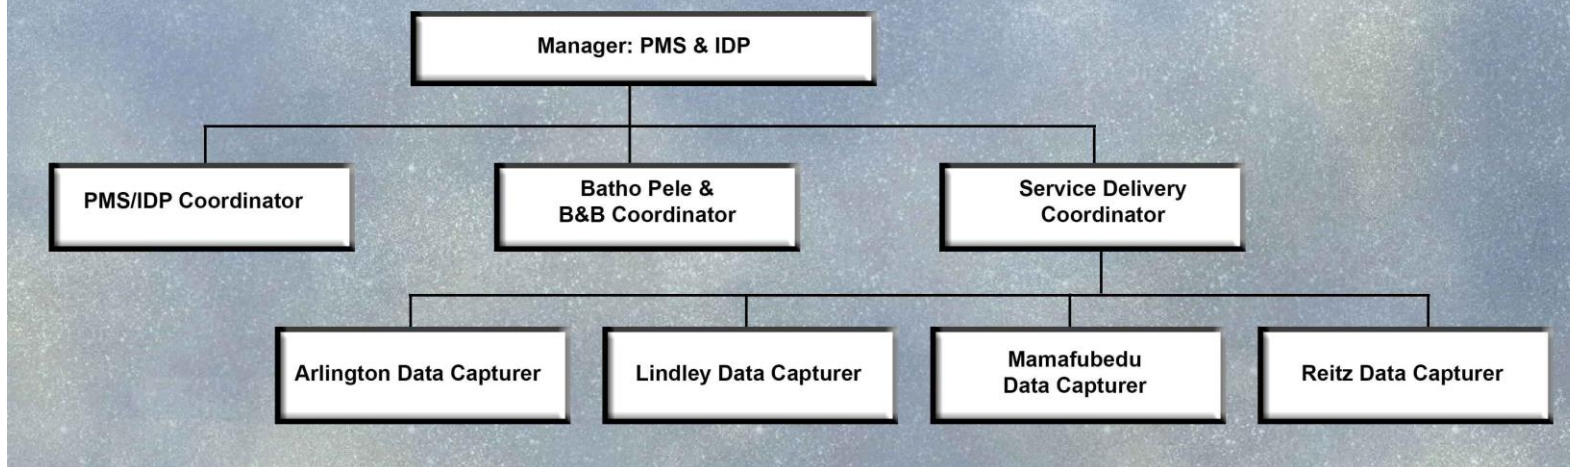 Manager: PMS & IDP
PMS/IDP Coordinator
Batho Pele &
B&B Coordinator
Service Delivery
Coordinator
Arlington Data Capturer
Lindley Data Capturer
Mamafubedu
Data Capturer
Reitz Data Capturer